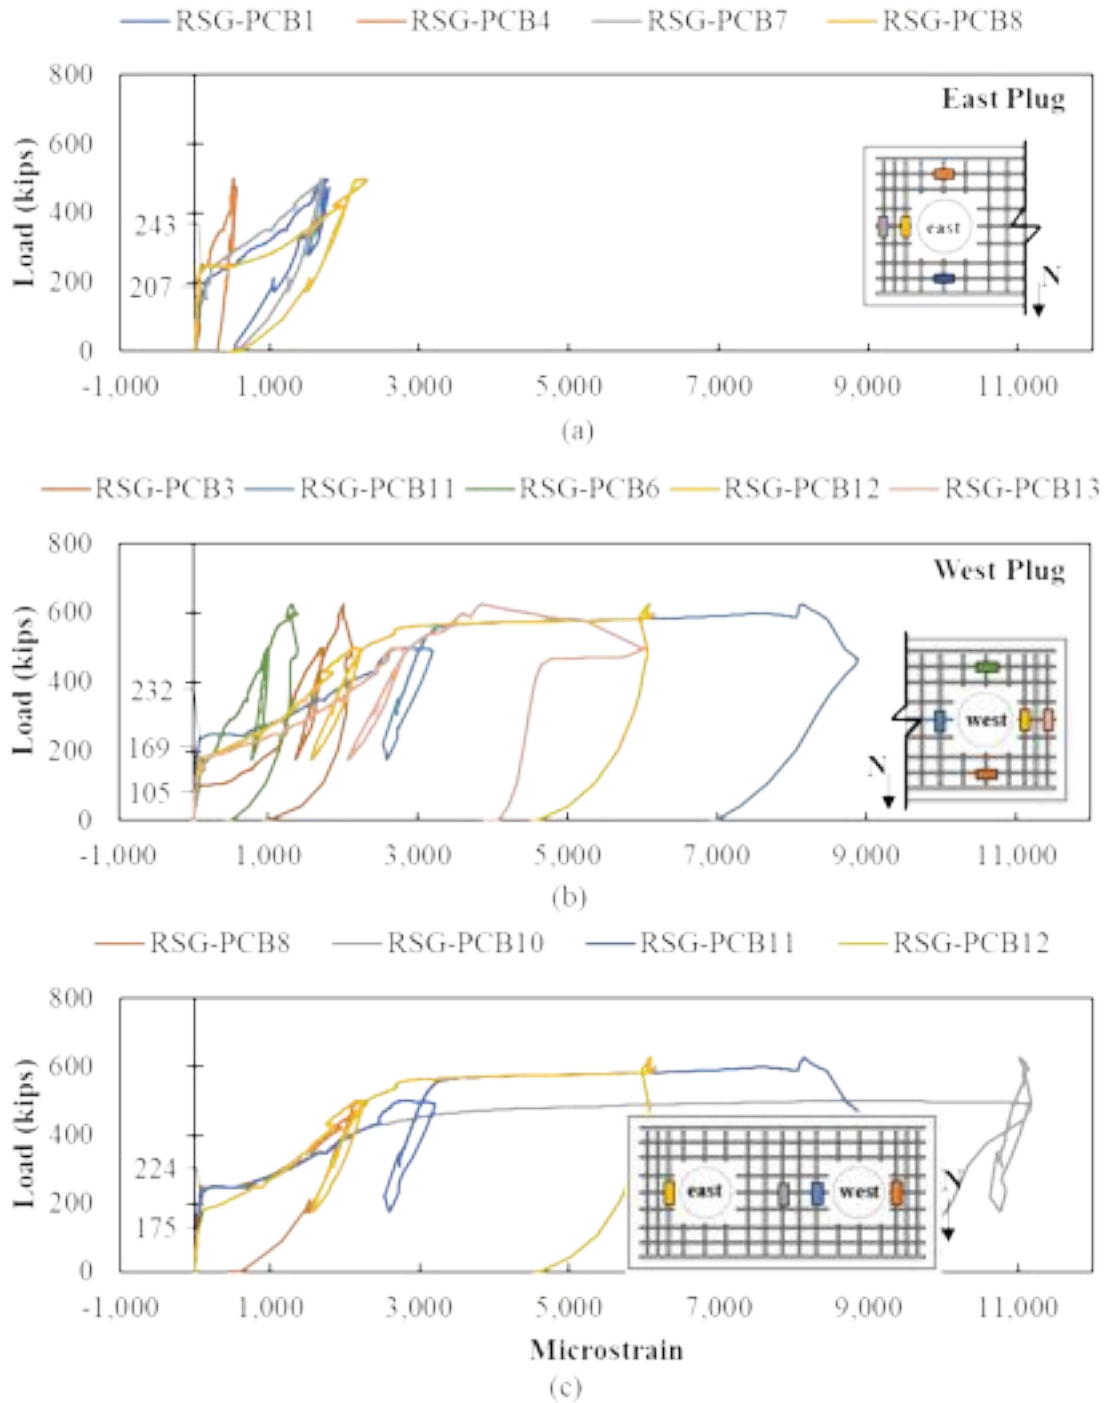 RSG-PCB1 RSG-PCB4 RSG-PCB7 RSG-PCB8
800
East Plug
600
Load (kips)
400
243
east
207
200
N
0
-1,000 1,000 3,000 5,000 7,000 9,000 11,000
(a)
RSG-PCB3 RSG-PCB11 RSG-PCB6 RSG-PCB12 RSG-PCB13
800
West Plug
600
Load (kips)
400
232
west
169
200
N
105
0
-1,000 1,000 3,000 5,000 7,000 9,000 11,000
(b)
RSG-PCB8 RSG-PCB10 RSG-PCB11 RSG-PCB12
800
600
Load (kips)
400
224
east west
N
200
175
0
-1,000 1,000 3,000 5,000 7,000 9,000 11,000
Microstrain
(c)